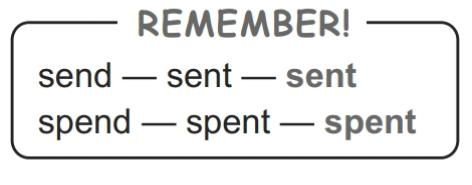 REMEMBER!
send — sent — sent
spend — spent — spent